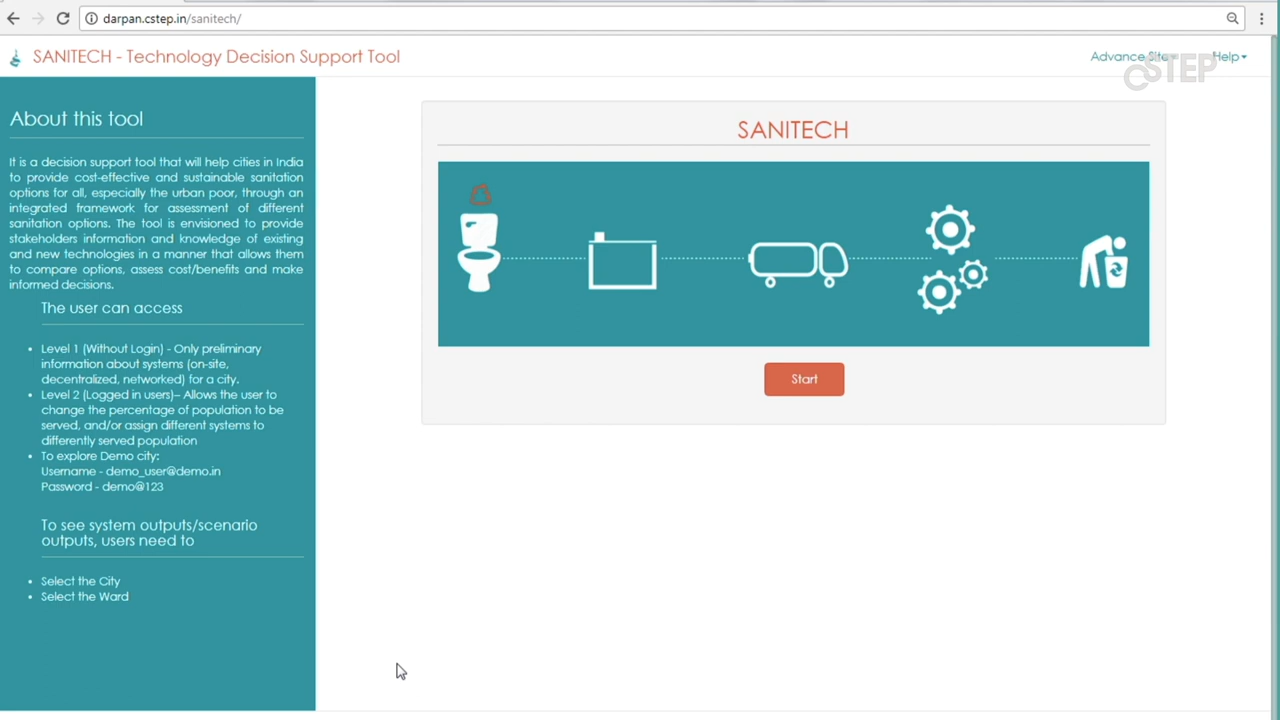 darpan.cstep.in/sanitech/
SANITECH - Technology Decision Support Tool
Advance Site
Help
CSTEP
About this tool
It is a decision support tool that will help cities in India
to provide cost-effective and sustainable sanitation
options for all, especially the urban poor, through an
integrated framework for assessment of different
sanitation options. The tool is envisioned to provide
stakeholders information and knowledge of existing
and new technologies in a manner that allows them
to compare options, assess cost/benefits and make
informed decisions.
The user can access
• Level 1 (Without Login) - Only preliminary
information about systems (on-site,
decentralized, networked) for a city.
• Level 2 (Logged in users)– Allows the user to
change the percentage of population to be
served, and/or assign different systems to
differently served population
• To explore Demo city:
Username - demo_user@demo.in
Password - demo@123
To see system outputs/scenario
outputs, users need to
• Select the City
• Select the Ward
SANITECH
Start